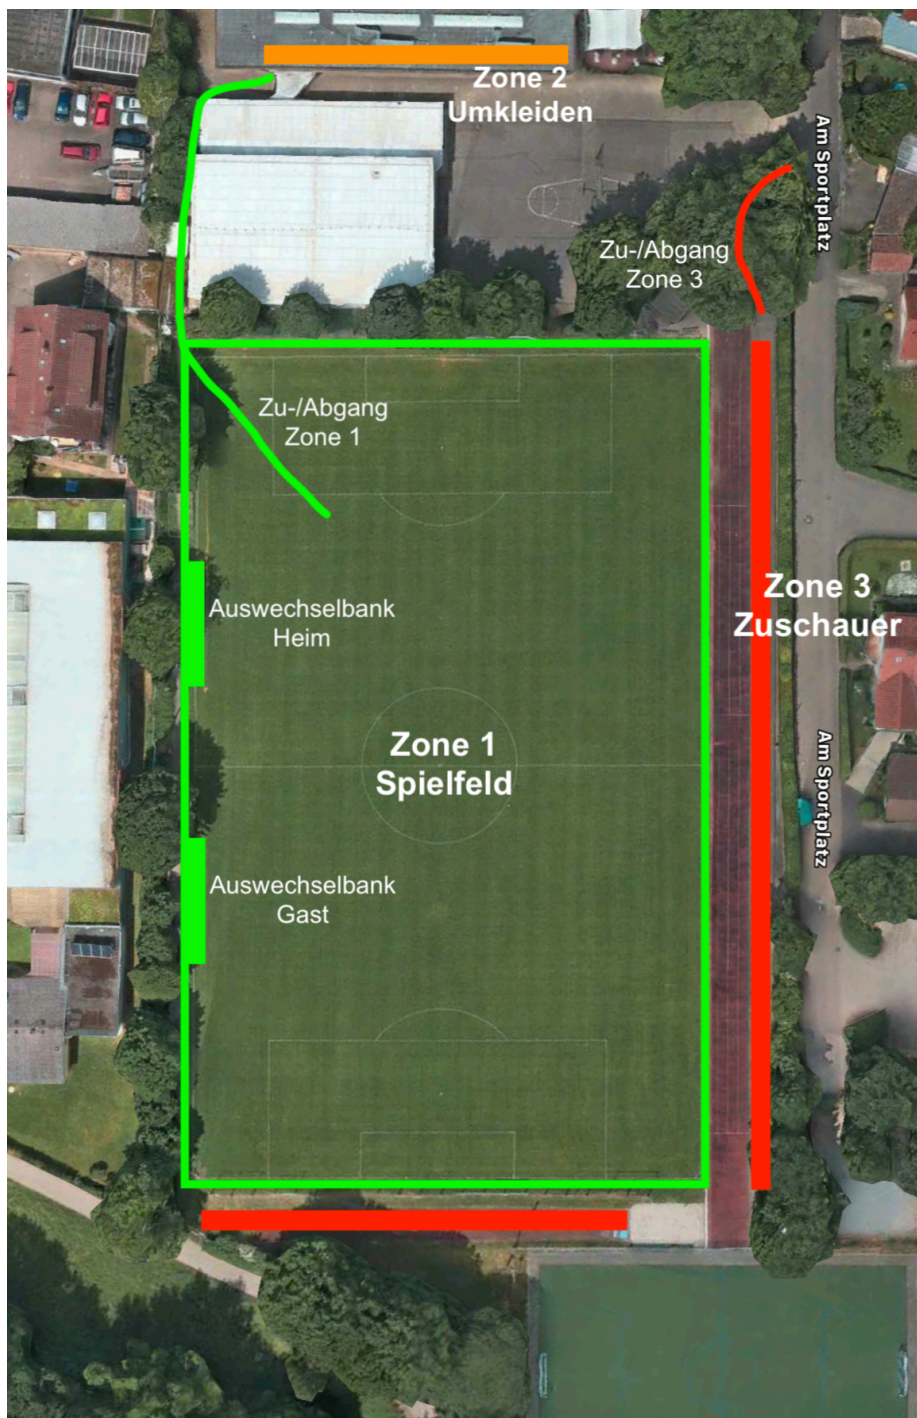 Zone 2
Umkleiden
Am Sportplatz
Zu-/Abgang
Zone 3
Zu-/Abgang
Zone 1
Auswechselbank
Heim
Zone 3
Zuschauer
Zone 1
Spielfeld
Am Sportplatz
Auswechselbank
Gast